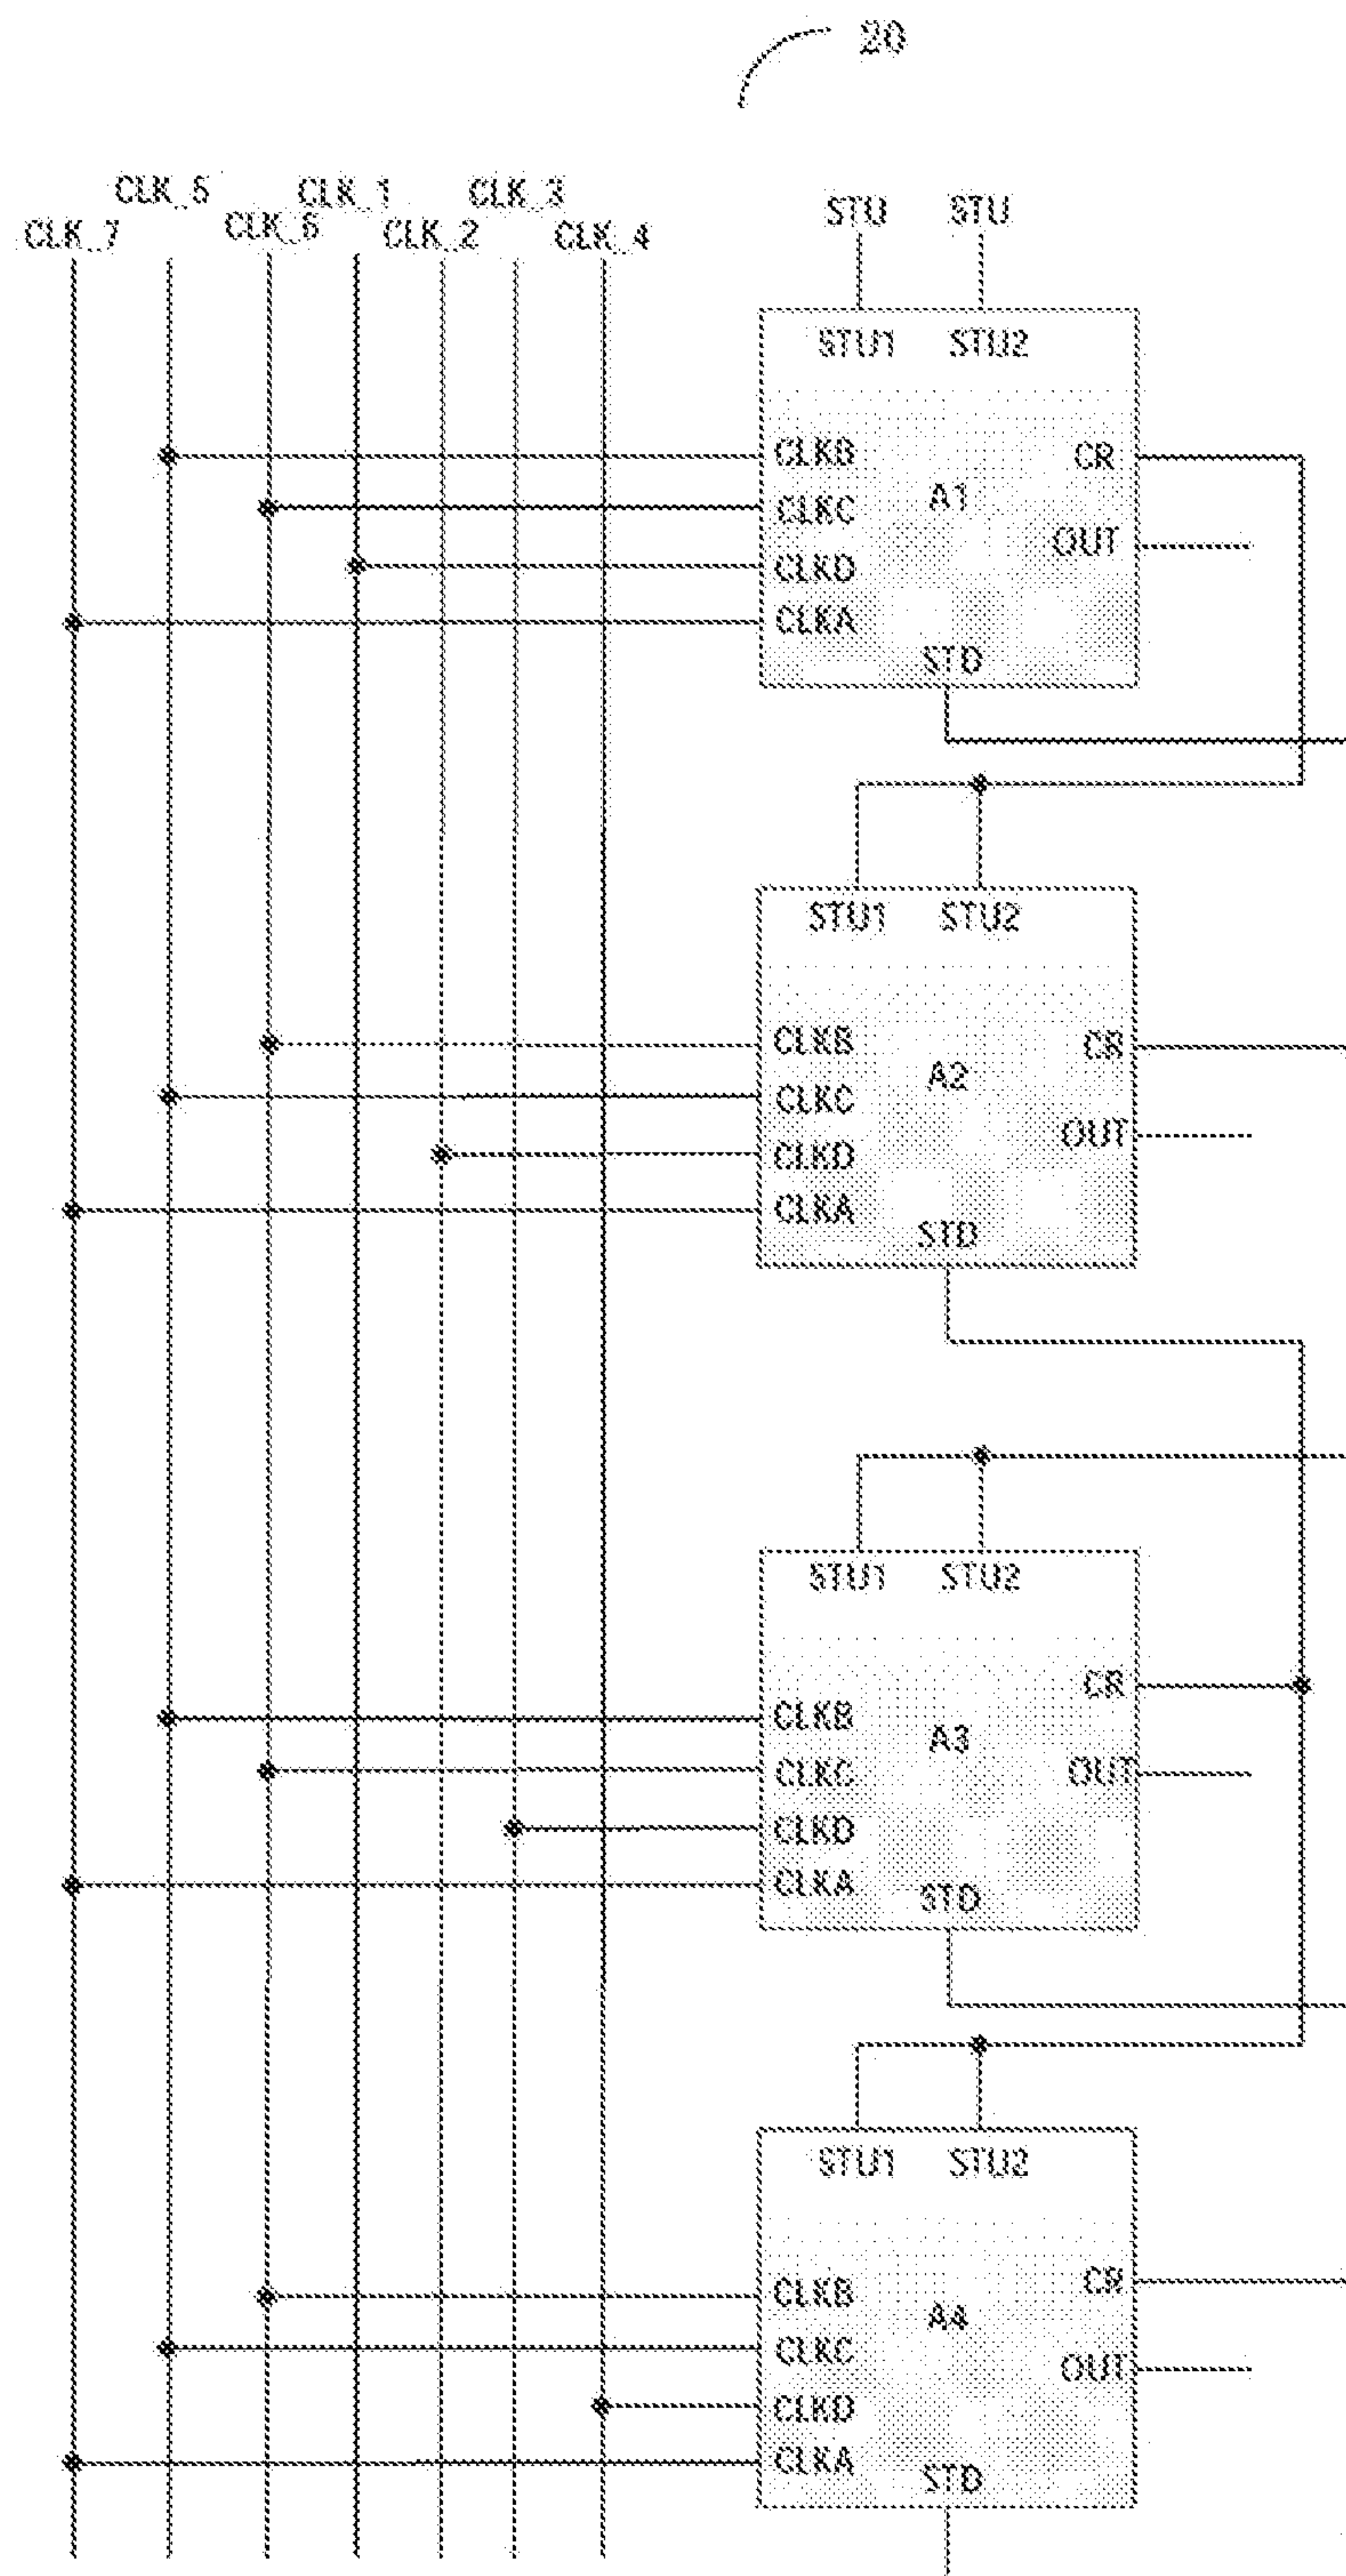 20
CLK_5 CLK_1 CLK_3
CLK_7 CLK_6 CLK_2 CLK_4
STU STU
STU1 STU2
CLKB CR
A1
CLKC
OUT
CLKD
CLKA
STD
STU1 STU2
CLKB CR
A2
CLKC
OUT
CLKD
CLKA
STD
STU1 STU2
CR
CLKB
A3
CLKC OUT
CLKD
CLKA
STD
STU1 STU2
CLKB CR
A4
CLKC
OUT
CLKD
CLKA
STD